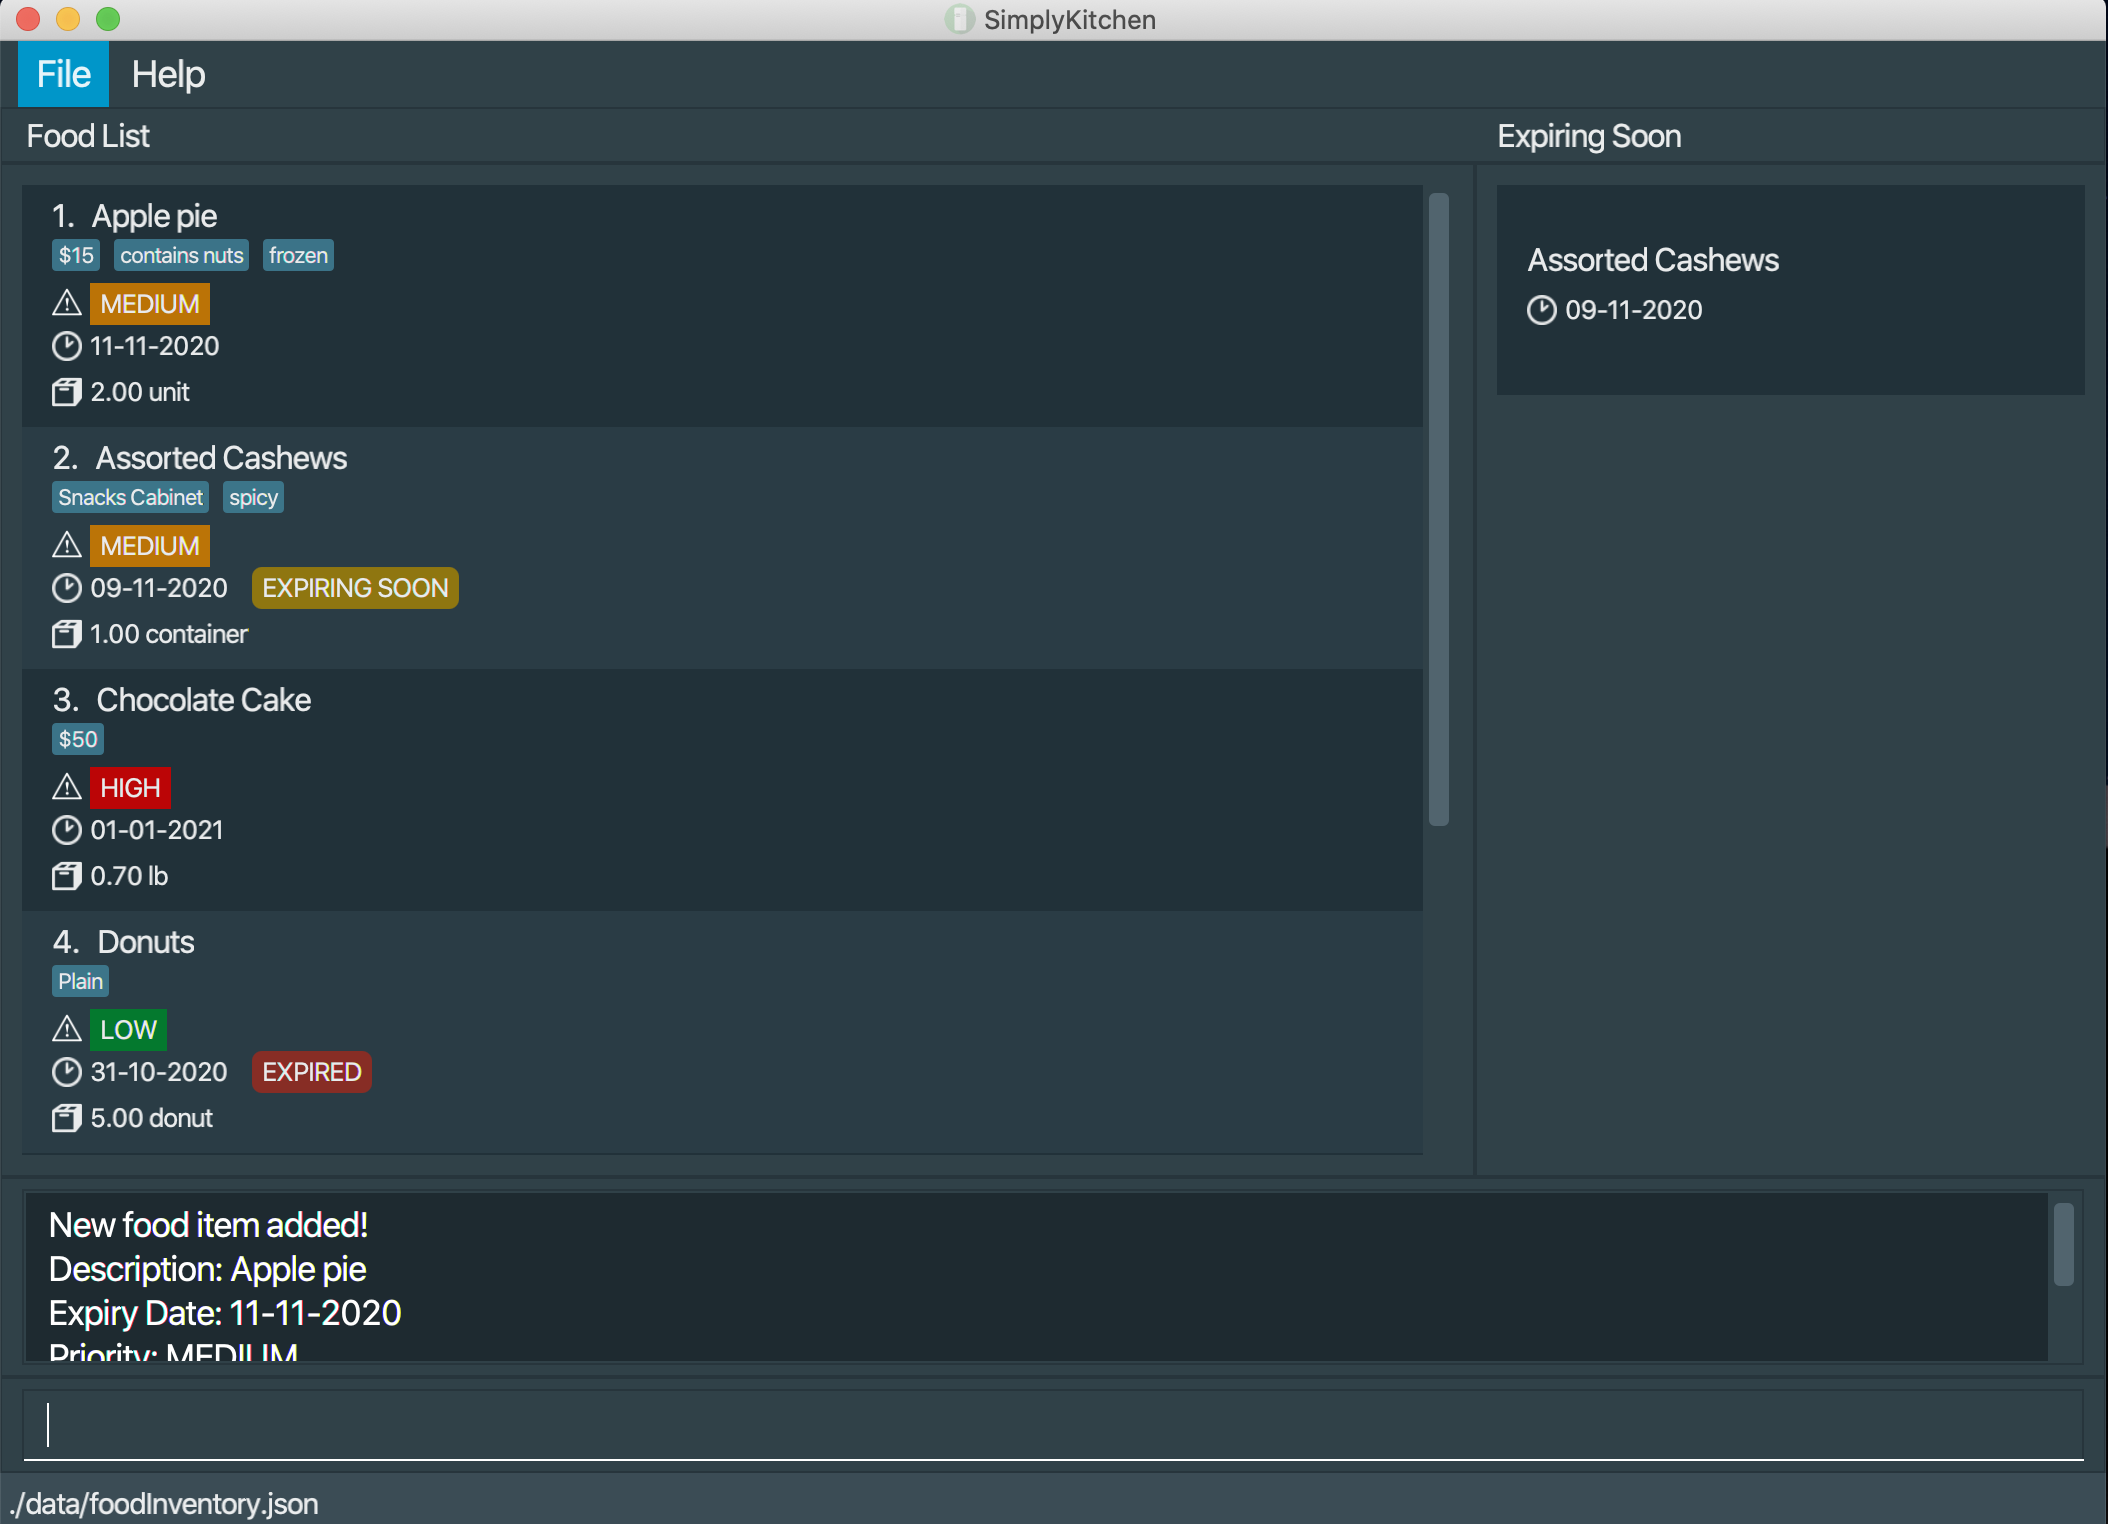 SimplyKitchen
File Help
Food List
Expiring Soon
1. Apple pie
$15 contains nuts frozen
MEDIUM
11-11-2020
2.00 unit
2. Assorted Cashews
Snacks Cabinet spicy
MEDIUM
09-11-2020 EXPIRING SOON
1.00 container
3. Chocolate Cake
$50
HIGH
01-01-2021
0.70 lb
4. Donuts
Plain
LOW
31-10-2020 EXPIRED
5.00 donut
Assorted Cashews
09-11-2020
New food item added!
Description: Apple pie
Expiry Date: 11-11-2020
Priority: MEDIUM
./data/foodInventory.json